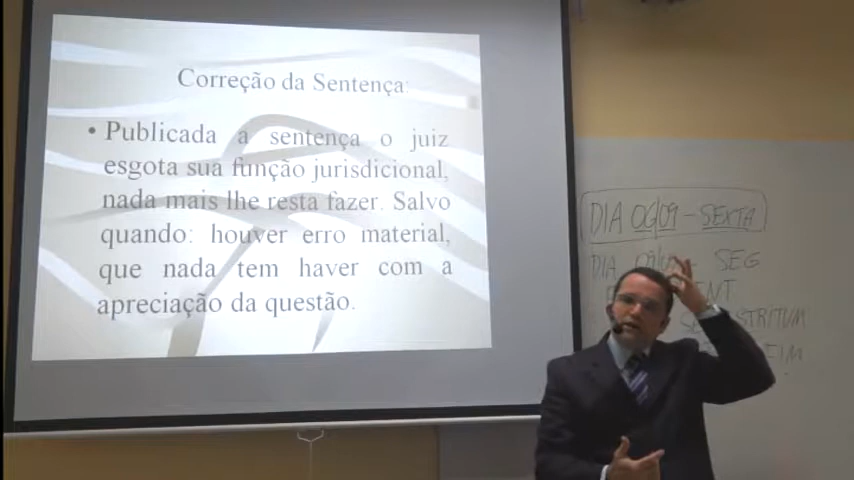 Correção da Sentença:
• Publicada a sentença o juiz
esgota sua função jurisdicional,
nada mais lhe resta fazer. Salvo
quando: houver erro material,
que nada tem haver com a
apreciação da questão.
DIA 06/09 - SEXTA
DIA SEG